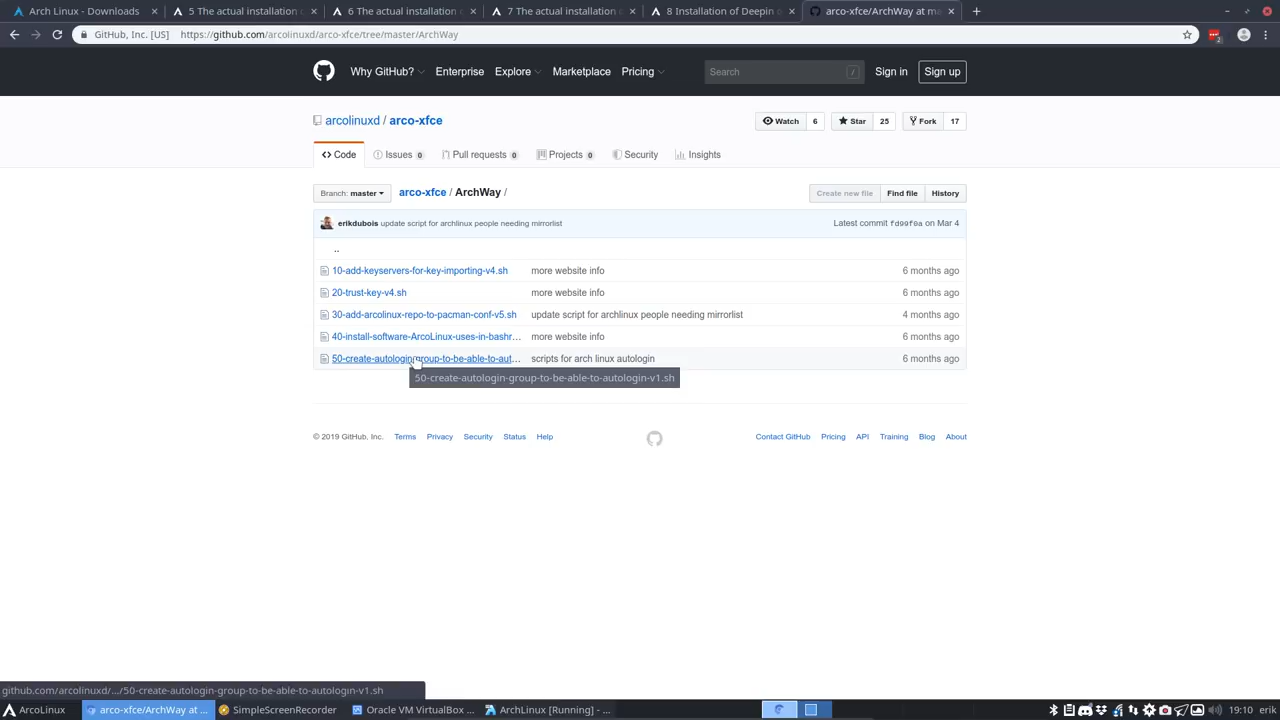 Arch Linux - Downloads
5 The actual installation o
6 The actual installation o
7 The actual installation o
8 Installation of Deepin o
arco-xfce/ArchWay at ma
GitHub, Inc. [US] https://github.com/arcolinuxd/arco-xfce/tree/master/ArchWay
2
Why GitHub? Enterprise Explore Marketplace Pricing Search / Sign in Sign up
arcolinuxd / arco-xfce Watch 6 Star 25 Fork 17
<> Code Issues 0 Pull requests 0 Projects 0 Security Insights
Branch: master arco-xfce / ArchWay / Create new file Find file History
erikdubois update script for archlinux people needing mirrorlist Latest commit fd99f0a on Mar 4
..
10-add-keyservers-for-key-importing-v4.sh more website info 6 months ago
20-trust-key-v4.sh more website info 6 months ago
30-add-arcolinux-repo-to-pacman-conf-v5.sh update script for archlinux people needing mirrorlist 4 months ago
40-install-software-ArcoLinux-uses-in-bashr... more website info 6 months ago
50-create-autologin-group-to-be-able-to-aut... scripts for arch linux autologin 6 months ago
50-create-autologin-group-to-be-able-to-autologin-v1.sh
© 2019 GitHub, Inc. Terms Privacy Security Status Help Contact GitHub Pricing API Training Blog About
github.com/arcolinuxd/.../50-create-autologin-group-to-be-able-to-autologin-v1.sh
ArcoLinux arco-xfce/ArchWay at ... SimpleScreenRecorder Oracle VM VirtualBox ... ArchLinux [Running] - ... 19:10 erik